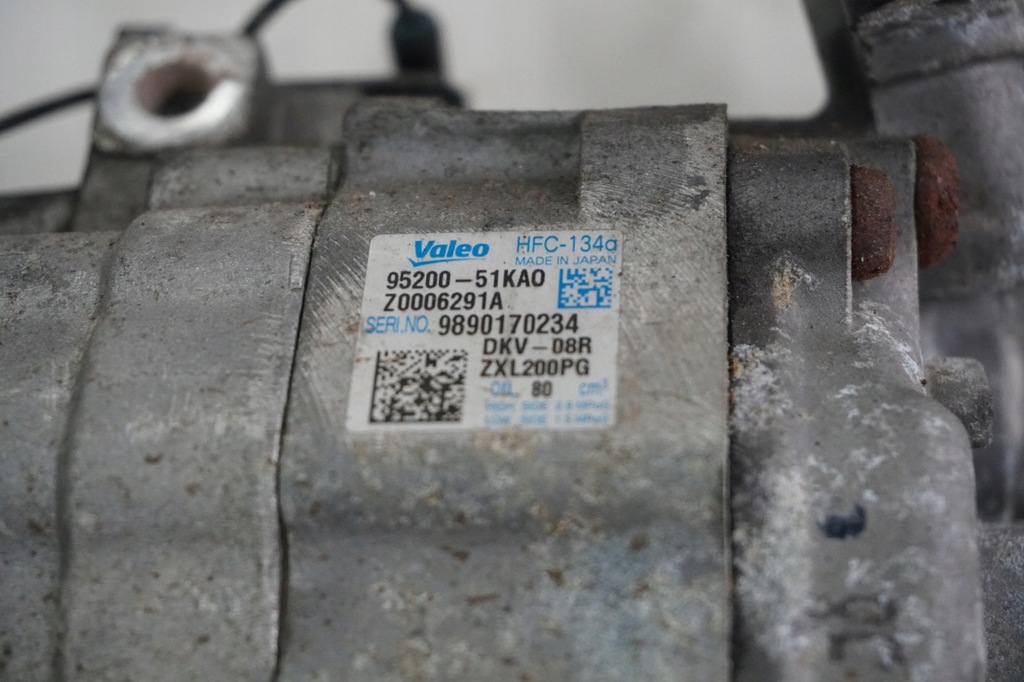 Valeo HFC-134a
MADE IN JAPAN
95200-51KA0
Z0006291A
SERI.NO. 9890170234
DKV-08R
ZXL200PG
OIL 80 cm³